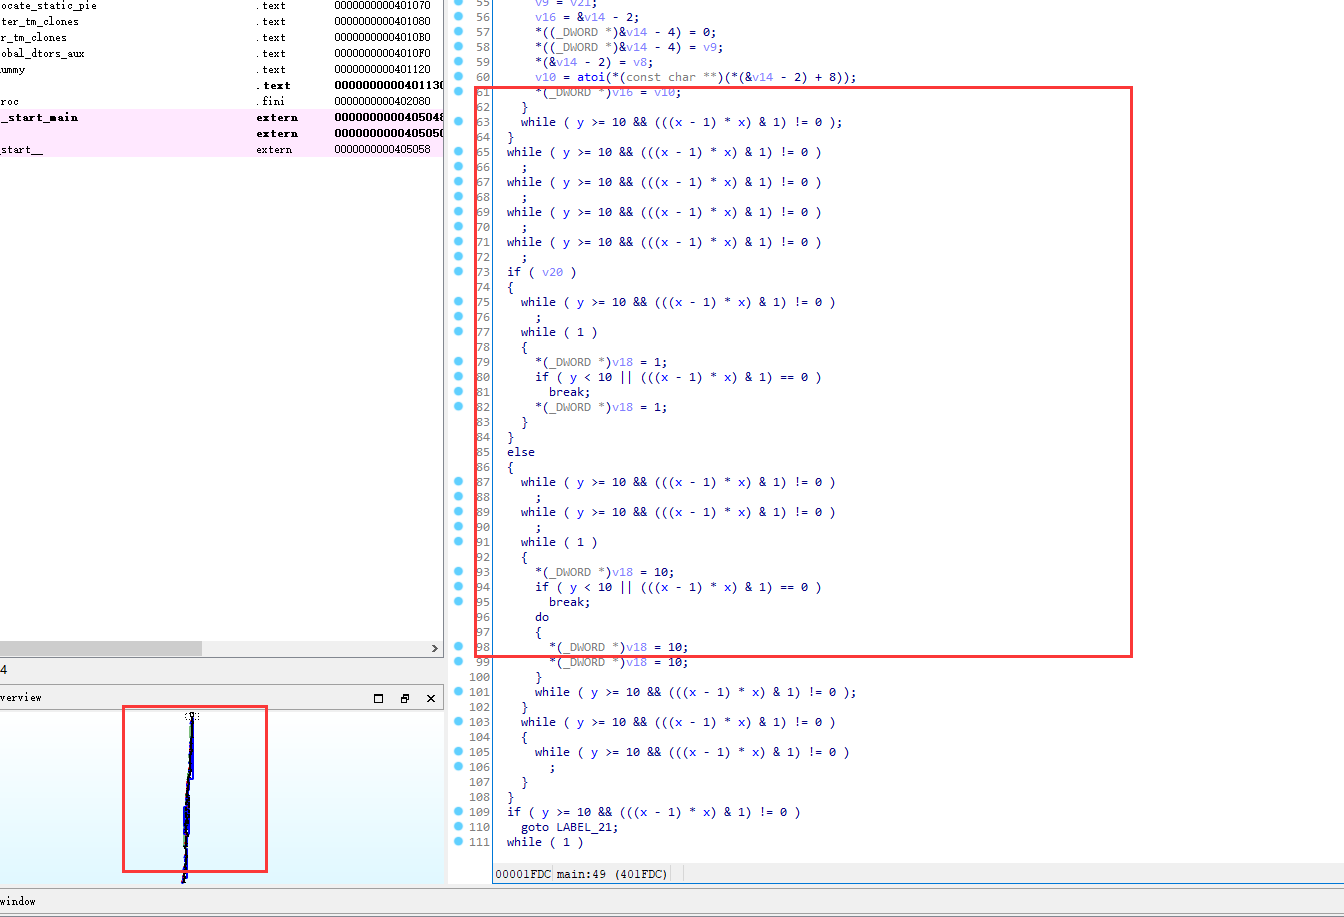 ocate_static_pie .text 0000000000401070
ter_tm_clones .text 0000000000401080
r_tm_clones .text 00000000004010B0
obal_dtors_aux .text 00000000004010F0
ummy .text 0000000000401120
.text 0000000000401130
roc .fini 0000000000402080
_start_main extern 0000000000405048
extern 0000000000405050
_start__ extern 0000000000405058
4
verview
55 v9 = v21;
56 v16 = &v14 - 2;
57 *((_DWORD *)&v14 - 4) = 0;
58 *((_DWORD *)&v14 - 4) = v9;
59 *(&v14 - 2) = v8;
60 v10 = atoi(*(const char **)(*(&v14 - 2) + 8));
61 *(_DWORD *)v16 = v10;
62 }
63 while ( y >= 10 && (((x - 1) * x) & 1) != 0 );
64 }
65 while ( y >= 10 && (((x - 1) * x) & 1) != 0 )
66 ;
67 while ( y >= 10 && (((x - 1) * x) & 1) != 0 )
68 ;
69 while ( y >= 10 && (((x - 1) * x) & 1) != 0 )
70 ;
71 while ( y >= 10 && (((x - 1) * x) & 1) != 0 )
72 ;
73 if ( v20 )
74 {
75 while ( y >= 10 && (((x - 1) * x) & 1) != 0 )
76 ;
77 while ( 1 )
78 {
79 *(_DWORD *)v18 = 1;
80 if ( y < 10 || (((x - 1) * x) & 1) == 0 )
81 break;
82 *(_DWORD *)v18 = 1;
83 }
84 }
85 else
86 {
87 while ( y >= 10 && (((x - 1) * x) & 1) != 0 )
88 ;
89 while ( y >= 10 && (((x - 1) * x) & 1) != 0 )
90 ;
91 while ( 1 )
92 {
93 *(_DWORD *)v18 = 10;
94 if ( y < 10 || (((x - 1) * x) & 1) == 0 )
95 break;
96 do
97 {
98 *(_DWORD *)v18 = 10;
99 *(_DWORD *)v18 = 10;
100 }
101 while ( y >= 10 && (((x - 1) * x) & 1) != 0 );
102 }
103 while ( y >= 10 && (((x - 1) * x) & 1) != 0 )
104 {
105 while ( y >= 10 && (((x - 1) * x) & 1) != 0 )
106 ;
107 }
108 }
109 if ( y >= 10 && (((x - 1) * x) & 1) != 0 )
110 goto LABEL_21;
111 while ( 1 )
00001FDC main:49 (401FDC)
window